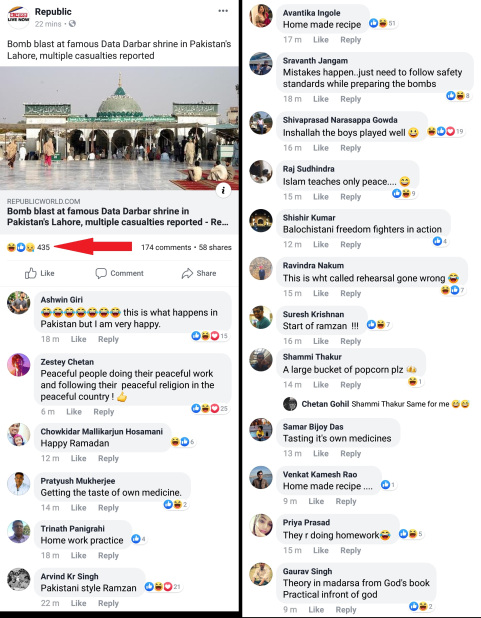 REPUBLIC
LIVE NOW
Republic
22 mins
Bomb blast at famous Data Darbar shrine in Pakistan's
Lahore, multiple casualties reported
REPUBLICWORLD.COM
Bomb blast at famous Data Darbar shrine in
Pakistan's Lahore, multiple casualties reported - Re...
435
174 comments • 58 shares
Like
Comment
Share
Ashwin Giri
😂😂😂😂😂😂😂 this is what happens in
Pakistan but I am very happy.
15
18 m Like Reply
Zestey Chetan
Peaceful people doing their peaceful work
and following their peaceful religion in the
peaceful country ! 👍
25
6 m Like Reply
Chowkidar Mallikarjun Hosamani
Happy Ramadan
6
12 m Like Reply
Pratyush Mukherjee
Getting the taste of own medicine.
2
14 m Like Reply
Trinath Panigrahi
Home work practice
4
18 m Like Reply
Arvind Kr Singh
Pakistani style Ramzan
21
22 m Like Reply
Avantika Ingole
Home made recipe
51
17 m Like Reply
Sravanth Jangam
Mistakes happen..just need to follow safety
standards while preparing the bombs
8
18 m Like Reply
Shivaprasad Narasappa Gowda
Inshallah the boys played well 😀
19
16 m Like Reply
Raj Sudhindra
Islam teaches only peace.... 😄
9
15 m Like Reply
Shishir Kumar
Balochistani freedom fighters in action
4
12 m Like Reply
Ravindra Nakum
This is wht called rehearsal gone wrong 😂
7
15 m Like Reply
Suresh Krishnan
Start of ramzan !!!
7
16 m Like Reply
Shammi Thakur
A large bucket of popcorn plz
1
14 m Like Reply
Chetan Gohil Shammi Thakur Same for me 😂😂
Samar Bijoy Das
Tasting it's own medicines
13 m Like Reply
Venkat Kamesh Rao
Home made recipe ....
1
9 m Like Reply
Priya Prasad
They r doing homework😂
5
15 m Like Reply
Gaurav Singh
Theory in madarsa from God's book
Practical infront of god
2
9 m Like Reply